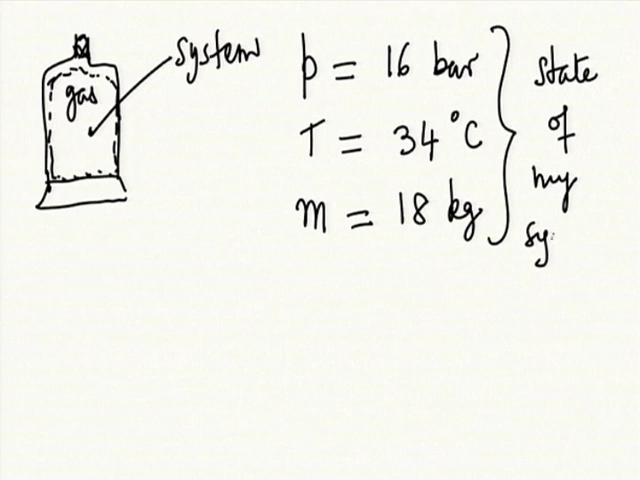 system
gas
p = 16 bar
T = 34 °C
m = 18 kg
state
of
my
sy